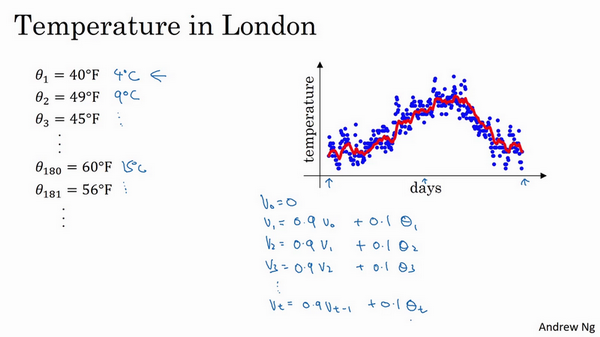 Temperature in London
θ₁ = 40°F 4°C ←
θ₂ = 49°F 9°C
θ₃ = 45°F ⋮
⋮
θ₁₈₀ = 60°F 15°C
θ₁₈₁ = 56°F ⋮
⋮
temperature
days
V₀ = 0
V₁ = 0.9 V₀ + 0.1 θ₁
V₂ = 0.9 V₁ + 0.1 θ₂
V₃ = 0.9 V₂ + 0.1 θ₃
⋮
Vₜ = 0.9 Vₜ₋₁ + 0.1 θₜ
Andrew Ng